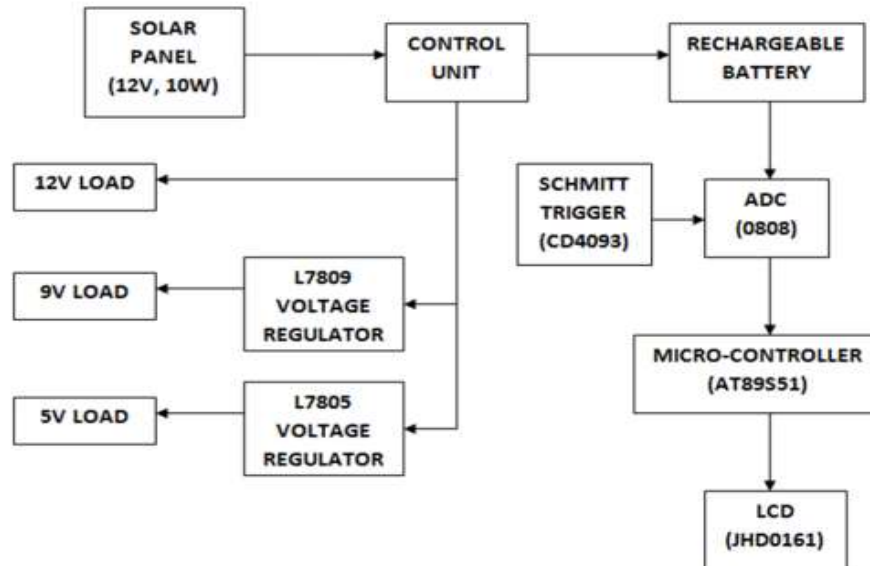 SOLAR
PANEL
(12V, 10W)
CONTROL
UNIT
RECHARGEABLE
BATTERY
12V LOAD
SCHMITT
TRIGGER
(CD4093)
ADC
(0808)
9V LOAD
L7809
VOLTAGE
REGULATOR
MICRO-CONTROLLER
(AT89S51)
5V LOAD
L7805
VOLTAGE
REGULATOR
LCD
(JHD0161)